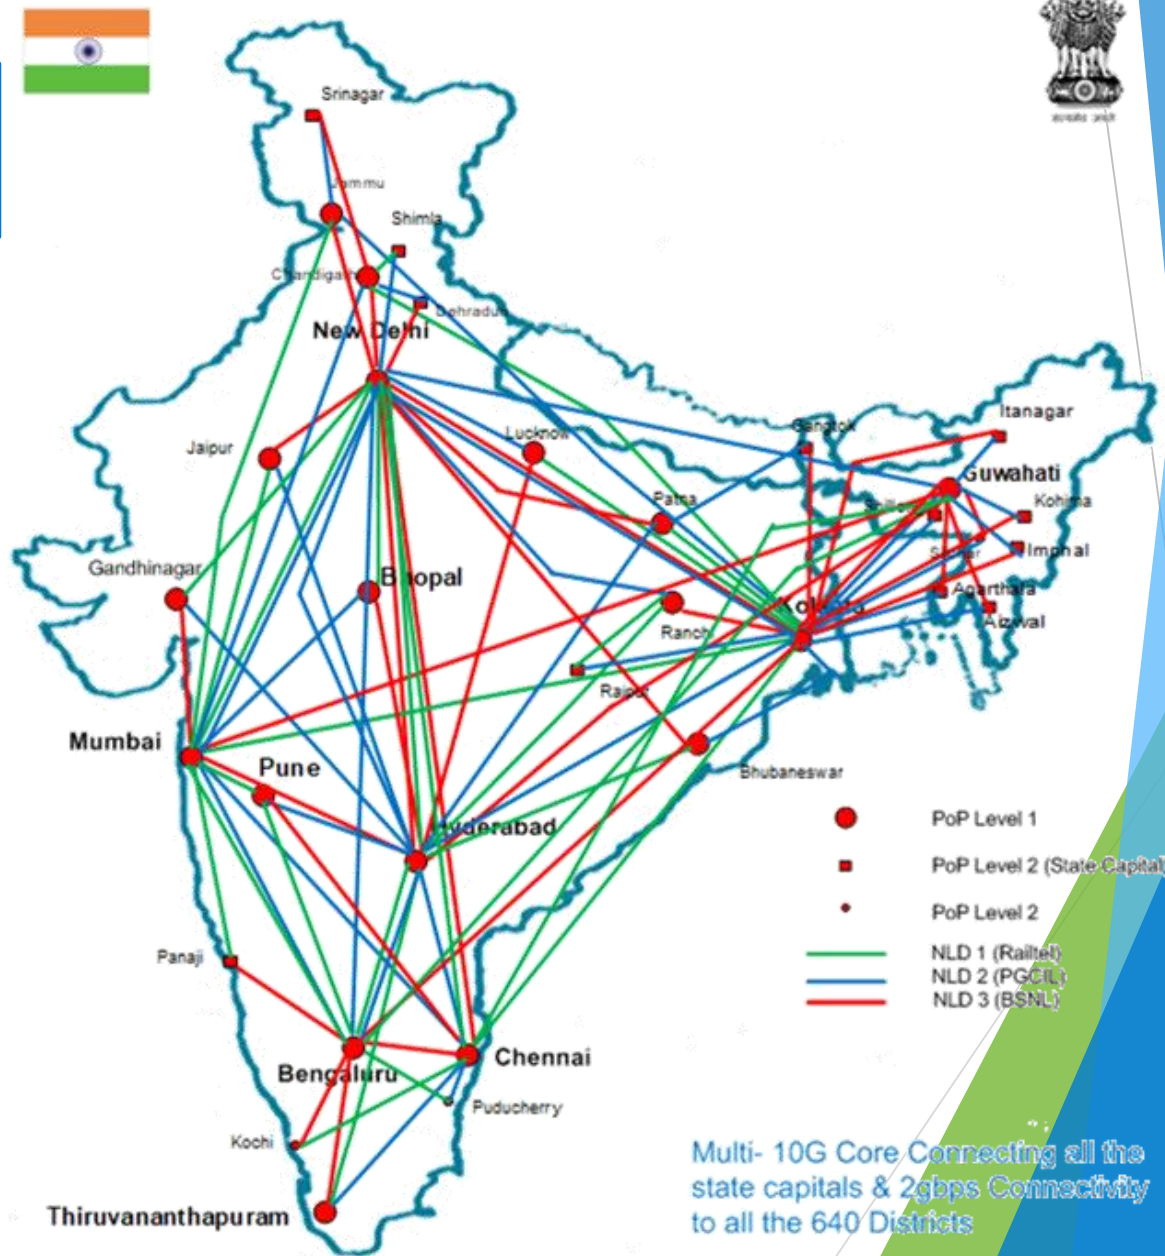 Srinagar
Jammu
Shimla
Chandigarh
Dehradun
New Delhi
Itanagar
Gangtok
Lucknow
Jaipur
Guwahati
Patna
Kohima
Imphal
Gandhinagar
Bhopal
Agarthala
Kolkata
Aizwal
Ranchi
Raipur
Mumbai
Pune
Bhubaneswar
Hyderabad
PoP Level 1
PoP Level 2 (State Capital)
PoP Level 2
NLD 1 (Railtel)
NLD 2 (PGCIL)
NLD 3 (BSNL)
Panaji
Chennai
Bengaluru
Puducherry
Kochi
Thiruvananthapuram
Multi- 10G Core Connecting all the
state capitals & 2gbps Connectivity
to all the 640 Districts